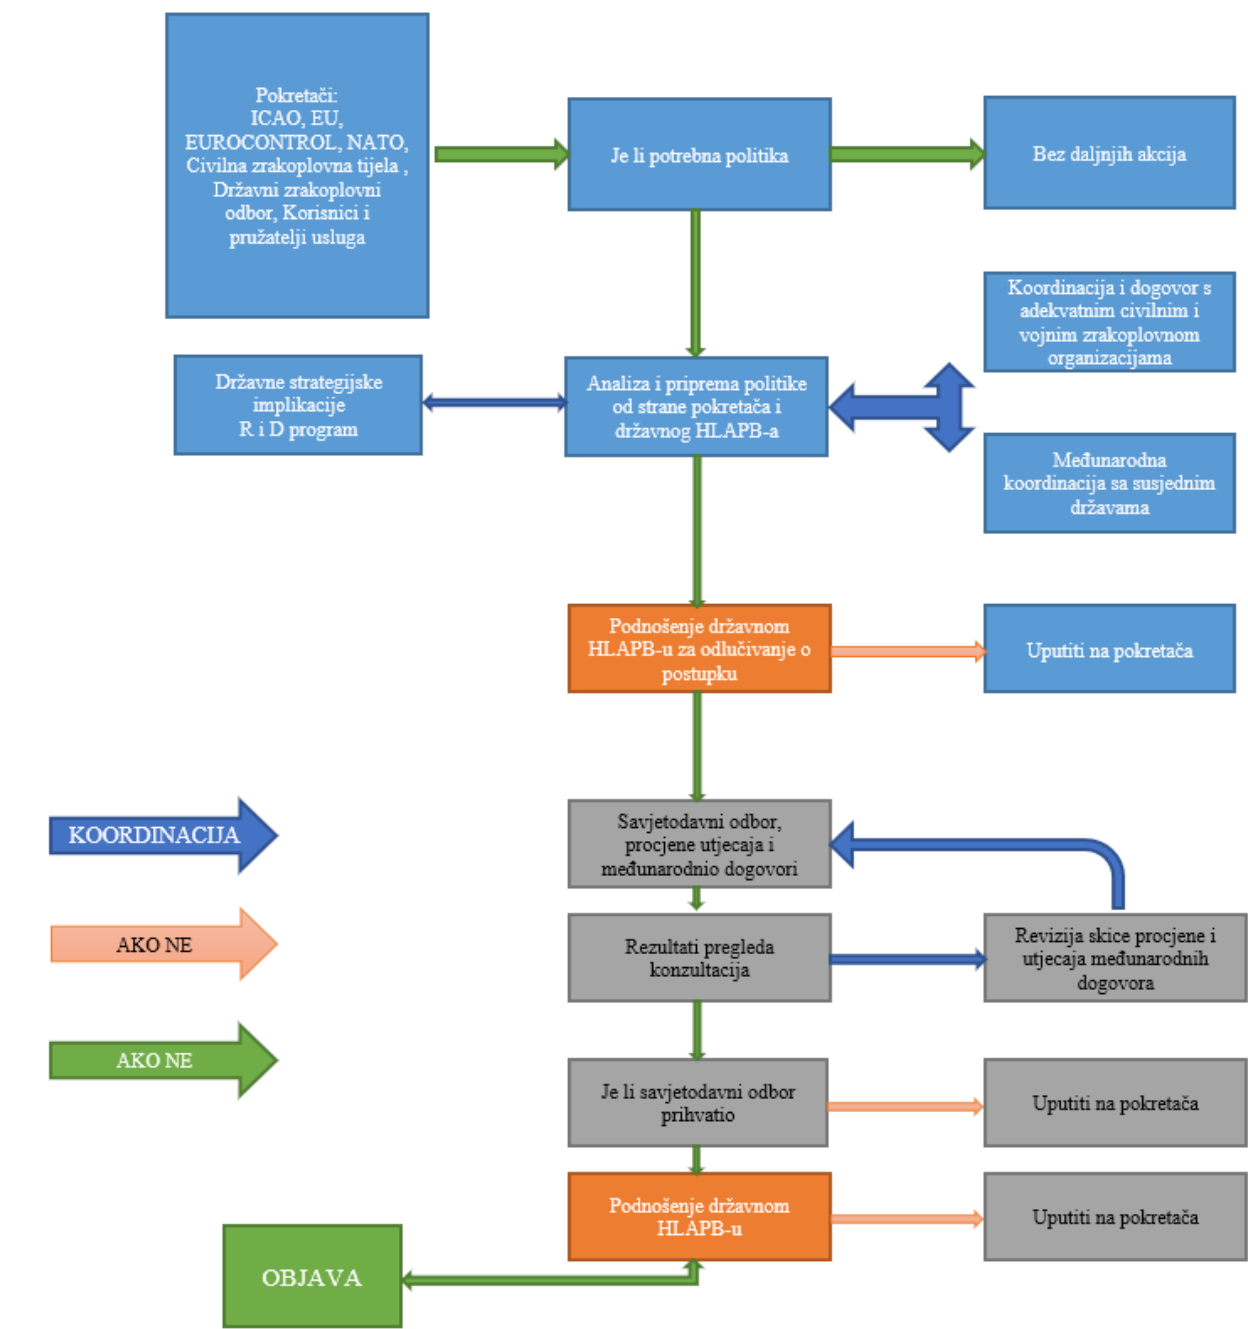 Pokretači:
ICAO, EU,
EUROCONTROL, NATO,
Civilna zrakoplovna tijela ,
Državni zrakoplovni
odbor, Korisnici i
pružatelji usluga
Je li potrebna politika
Bez daljnjih akcija
Koordinacija i dogovor s
adekvatnim civilnim i
vojnim zrakoplovnom
organizacijama
Državne strategijske
implikacije
R i D program
Analiza i priprema politike
od strane pokretača i
državnog HLAPB-a
Međunarodna
koordinacija sa susjednim
državama
Podnošenje državnom
HLAPB-u za odlučivanje o
postupku
Uputiti na pokretača
KOORDINACIJA
Savjetodavni odbor,
procjene utjecaja i
međunarodnio dogovori
AKO NE
Rezultati pregleda
konzultacija
Revizija skice procjene i
utjecaja međunarodnih
dogovora
AKO NE
Je li savjetodavni odbor
prihvatio
Uputiti na pokretača
Podnošenje državnom
HLAPB-u
Uputiti na pokretača
OBJAVA